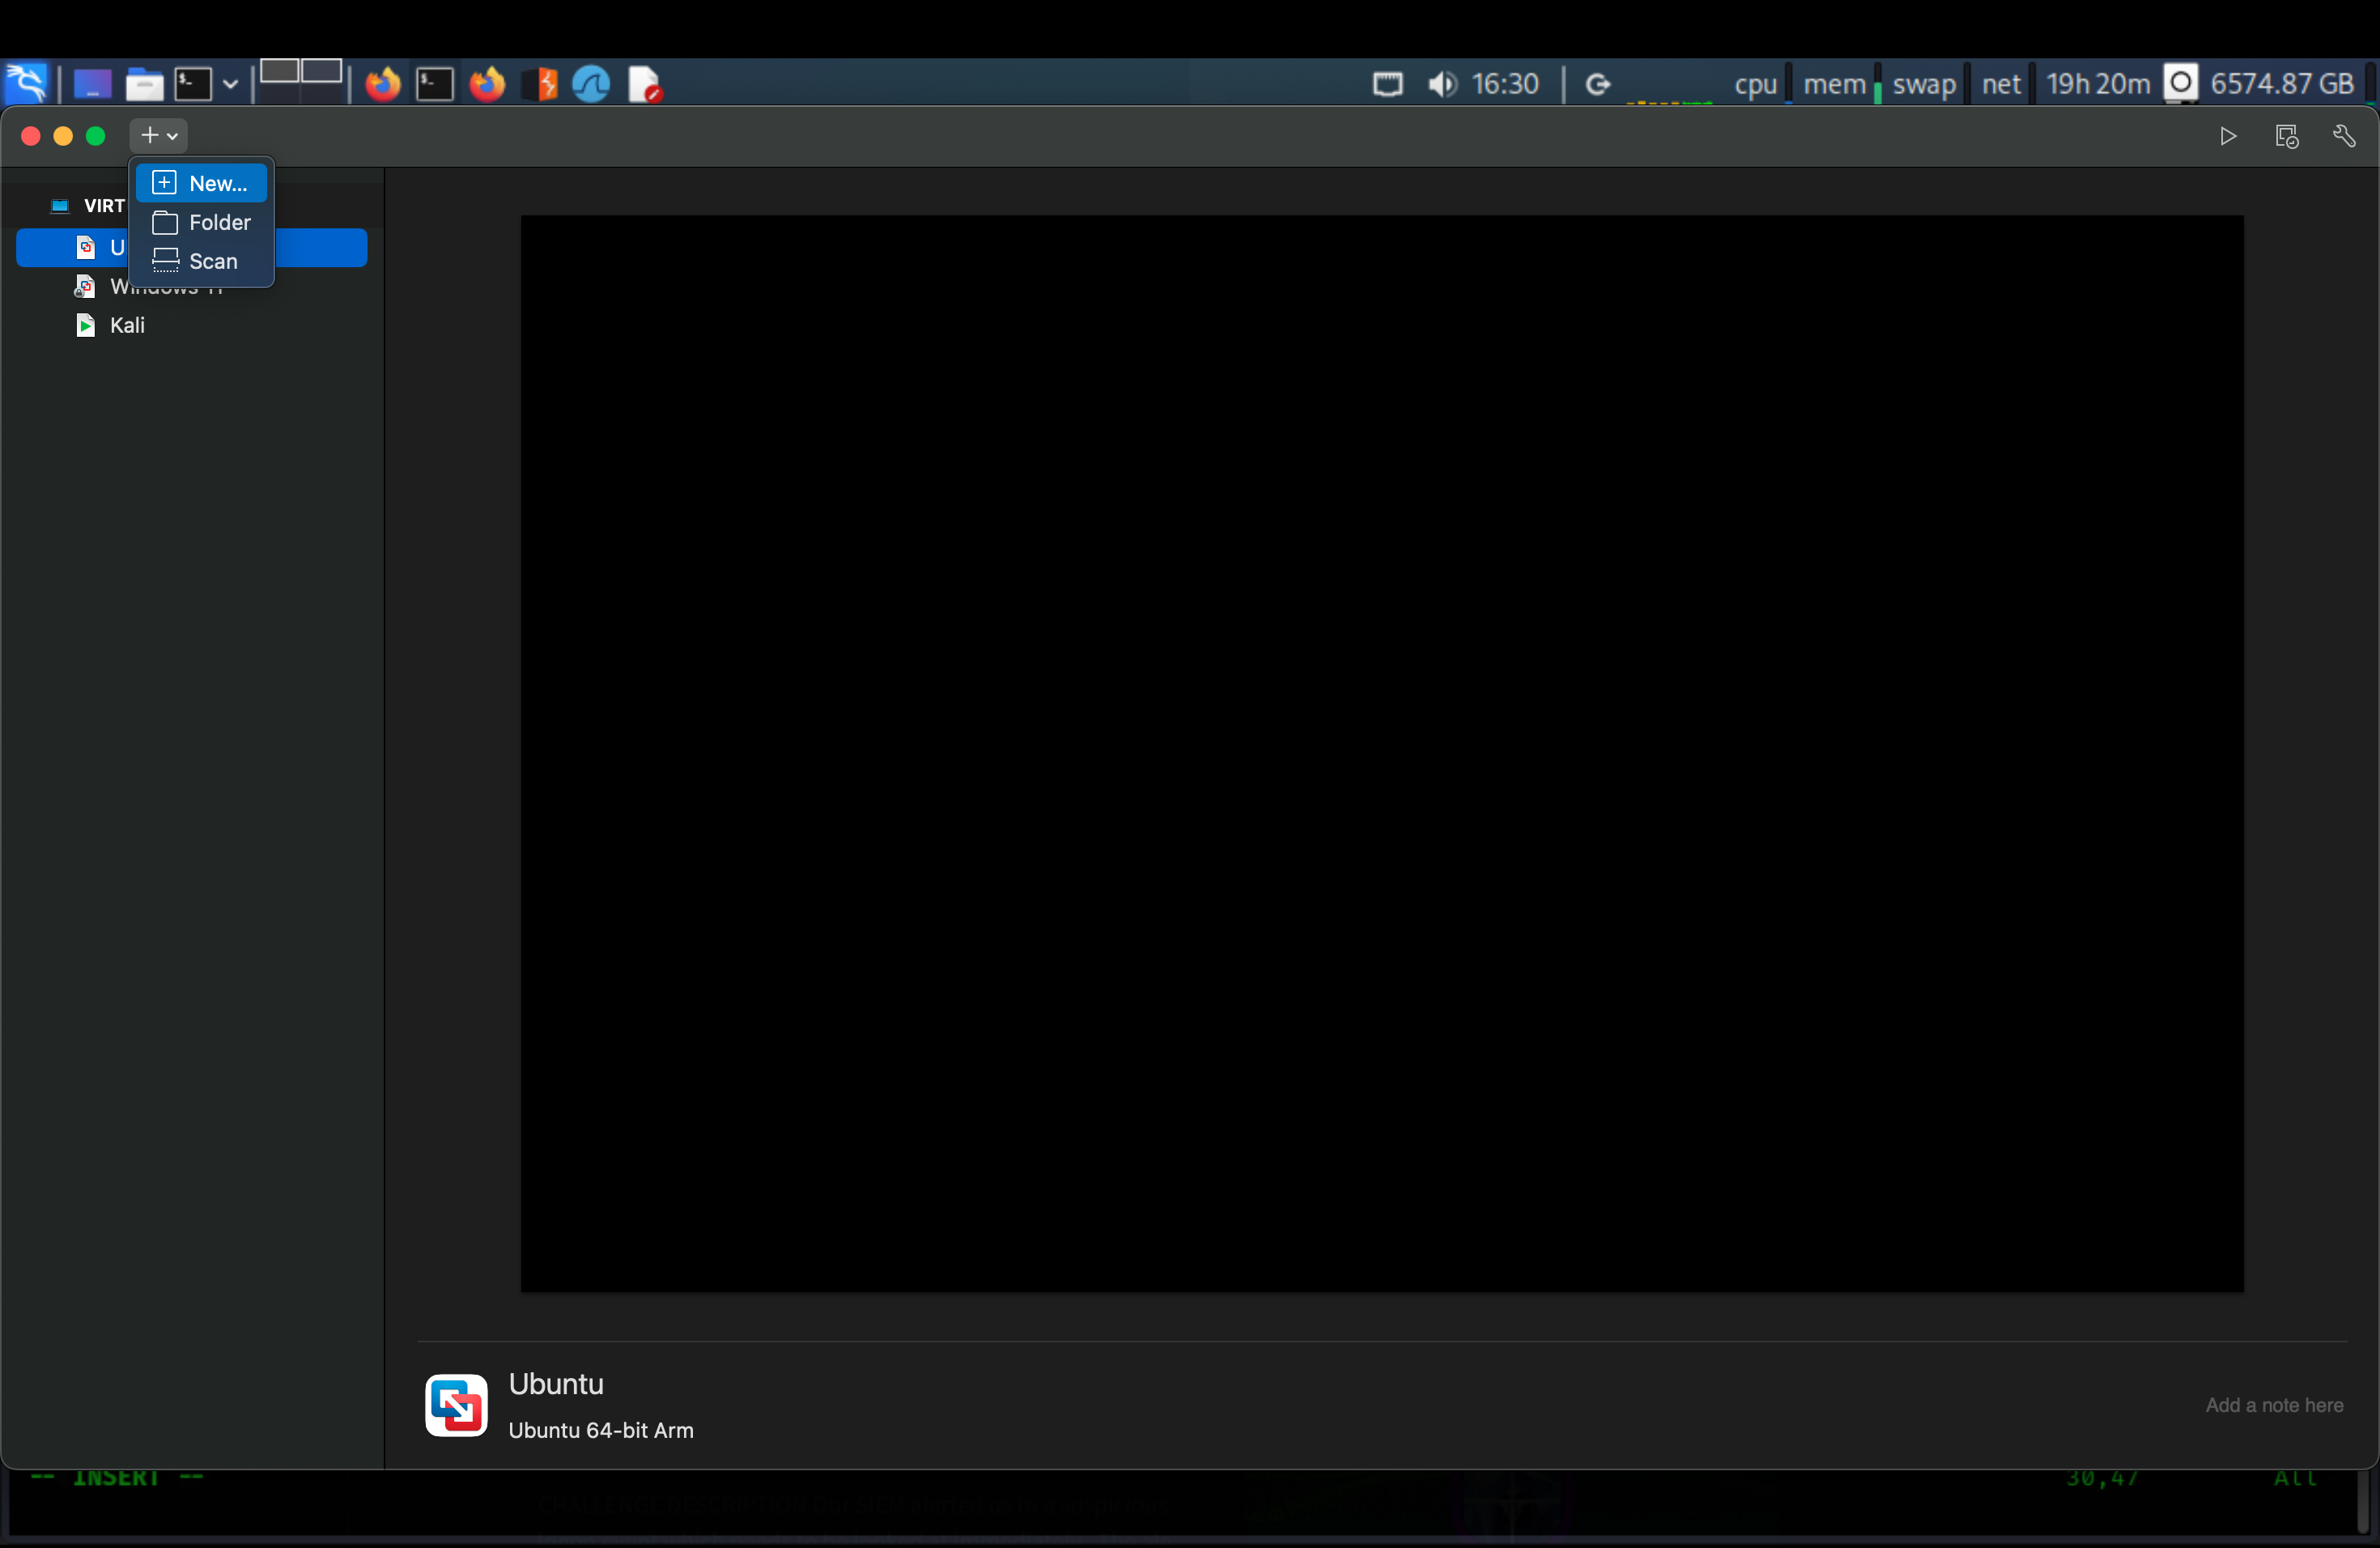 16:30 cpu mem swap net 19h 20m 6574.87 GB
New...
VIRT
Folder
U
Scan
Windows 11
Kali
Ubuntu
Ubuntu 64-bit Arm
Add a note here
-- INSERT -- 30,47 All